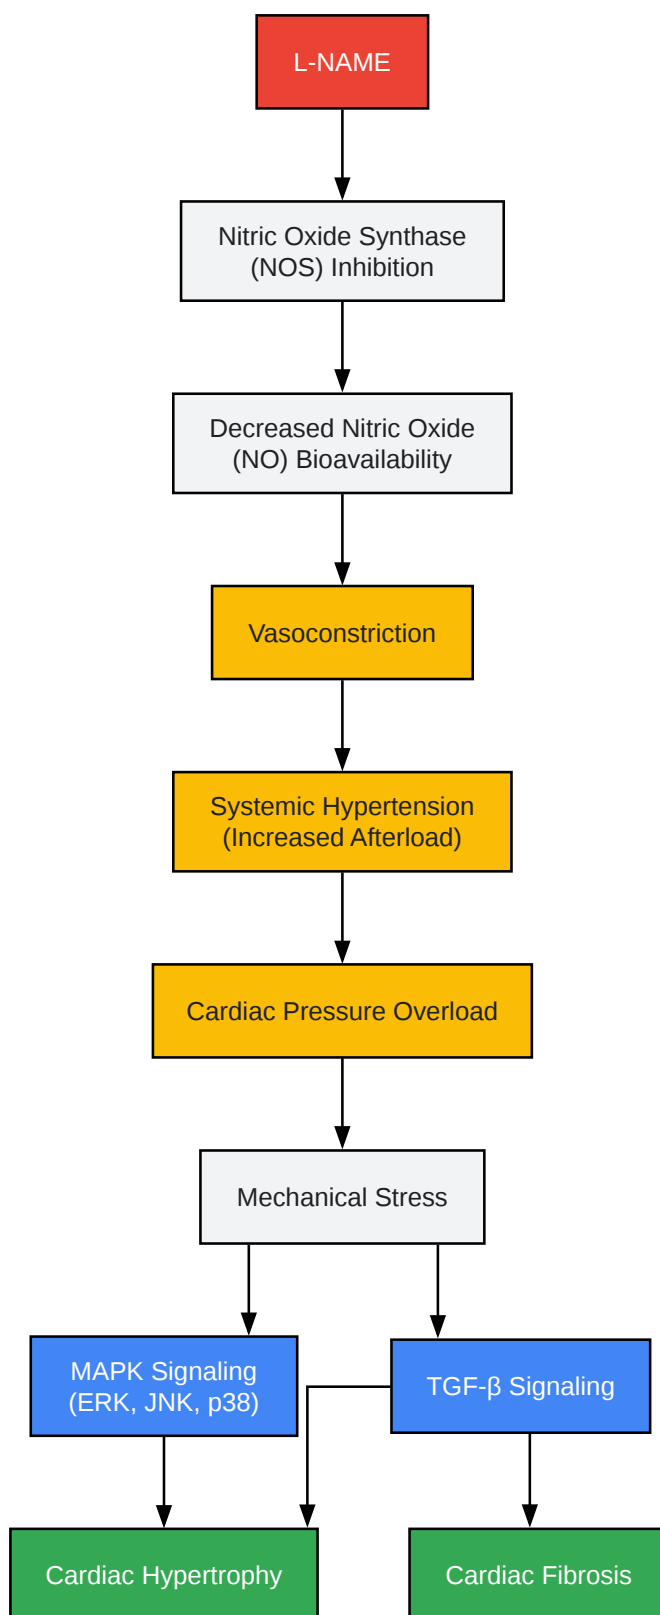 L-NAME
Nitric Oxide Synthase
(NOS) Inhibition
Decreased Nitric Oxide
(NO) Bioavailability
Vasoconstriction
Systemic Hypertension
(Increased Afterload)
Cardiac Pressure Overload
Mechanical Stress
MAPK Signaling
(ERK, JNK, p38)
TGF-β Signaling
Cardiac Hypertrophy
Cardiac Fibrosis